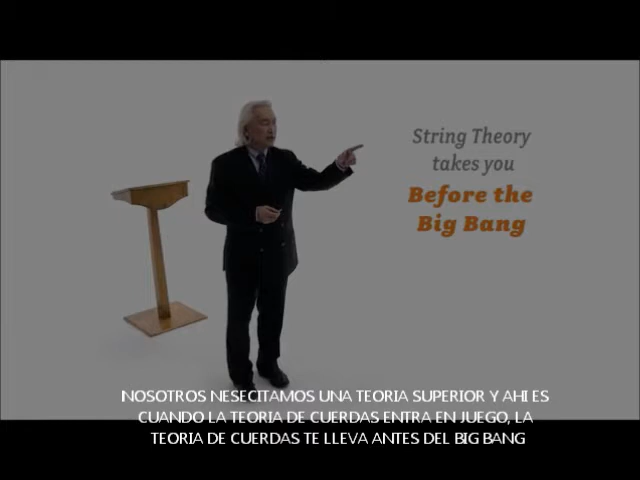 String Theory
takes you
Before the
Big Bang
NOSOTROS NESECITAMOS UNA TEORIA SUPERIOR Y AHI ES
CUANDO LA TEORIA DE CUERDAS ENTRA EN JUEGO, LA
TEORIA DE CUERDAS TE LLEVA ANTES DEL BIG BANG